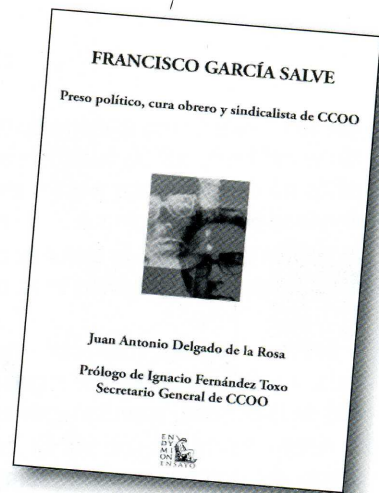 FRANCISCO GARCÍA SALVE
Preso político, cura obrero y sindicalista de CCOO
Juan Antonio Delgado de la Rosa
Prólogo de Ignacio Fernández Toxo
Secretario General de CCOO
EN
DY
MI
ON
ENSAYO